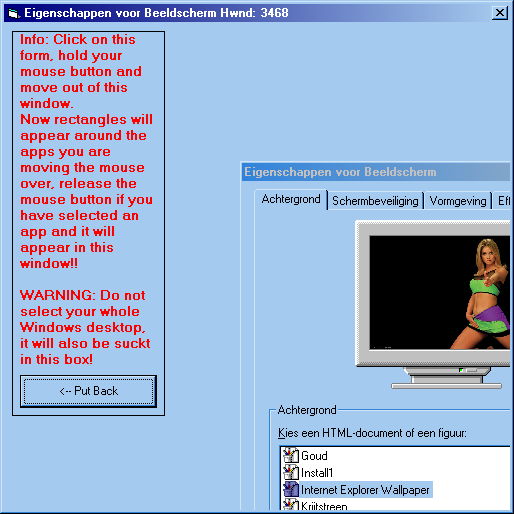 Eigenschappen voor Beeldscherm Hwnd: 3468
Info: Click on this
form, hold your
mouse button and
move out of this
window.
Now rectangles will
appear around the
apps you are
moving the mouse
over, release the
mouse button if you
have selected an
app and it will
appear in this
window!!
WARNING: Do not
select your whole
Windows desktop,
it will also be suckt
in this box!
<-- Put Back
Eigenschappen voor Beeldscherm
Achtergrond Schermbeveiliging Vormgeving Eff
Achtergrond
Kies een HTML-document of een figuur:
Goud
Install1
Internet Explorer Wallpaper
Krijtstreen